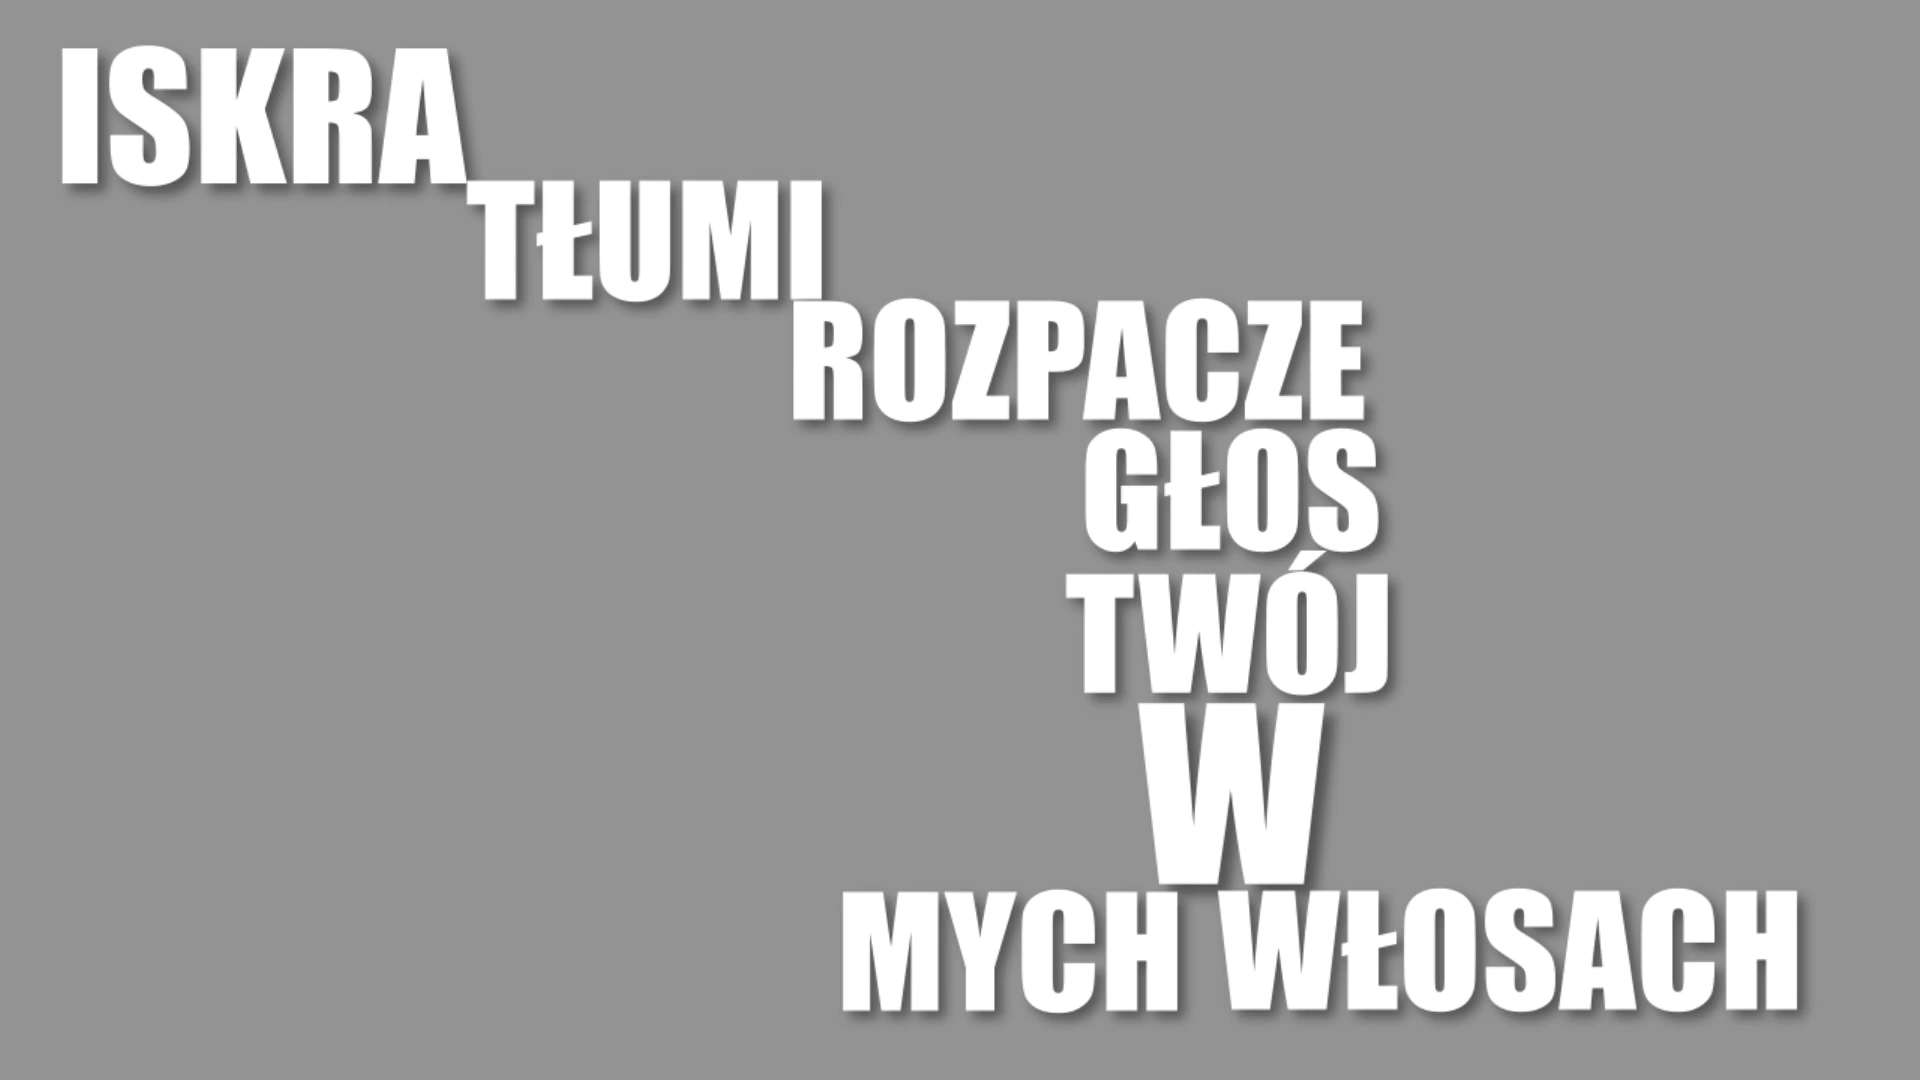 ISKRA
TŁUMI
ROZPACZE
GŁOS
TWÓJ
W
MYCH WŁOSACH